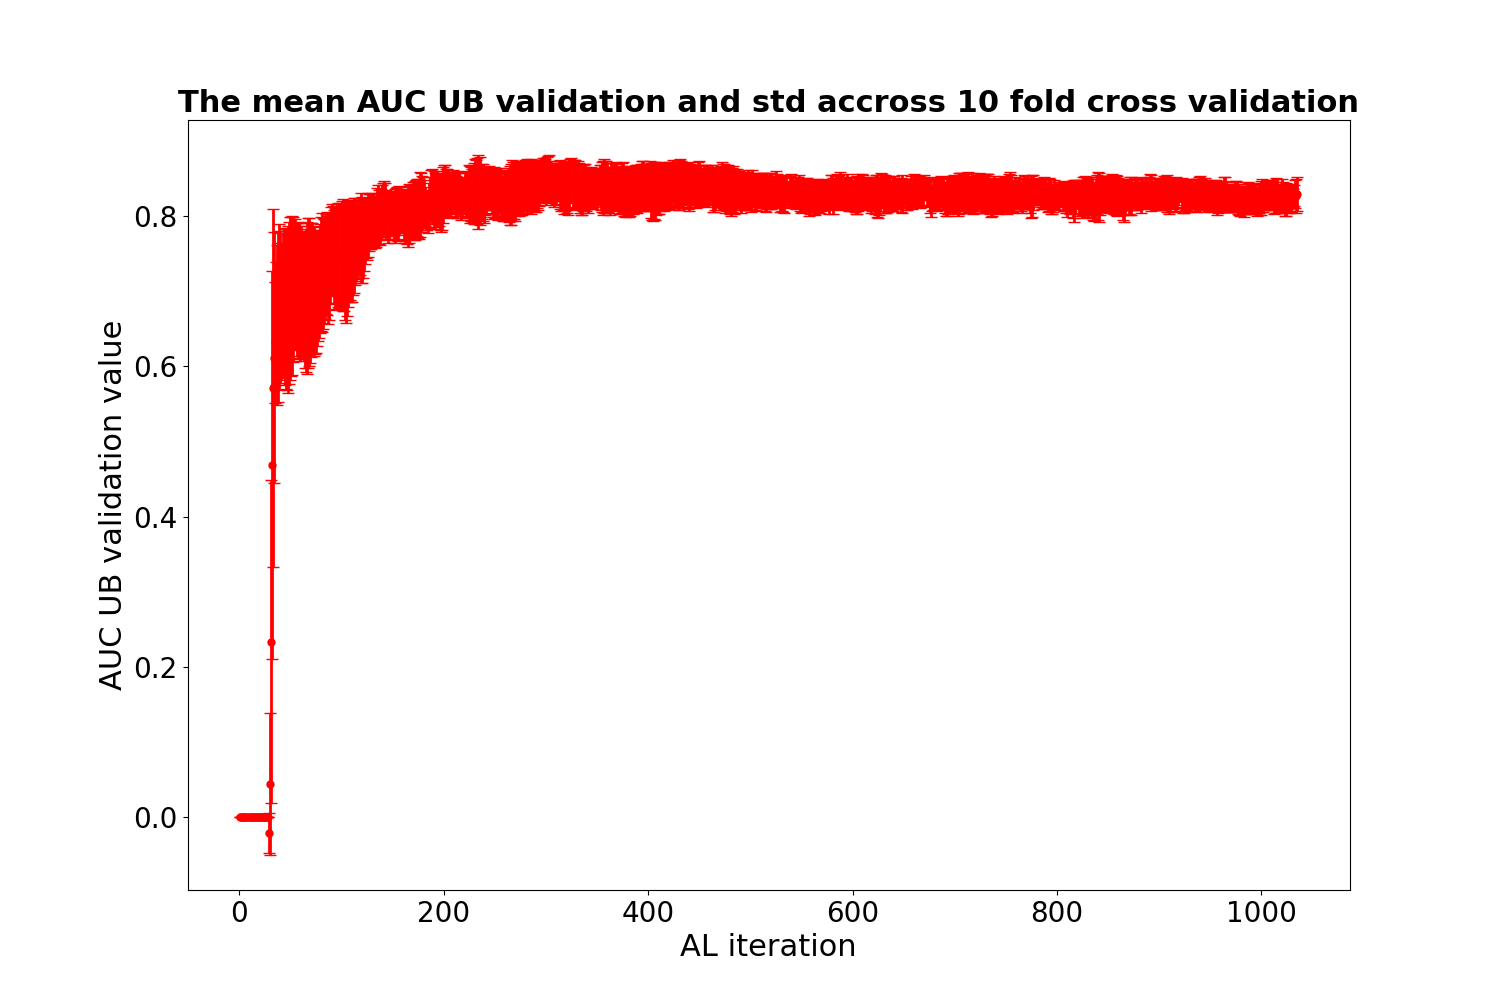 The mean AUC UB validation and std accross 10 fold cross validation
AUC UB validation value
0.8
0.6
0.4
0.2
0.0
0 200 400 600 800 1000
AL iteration